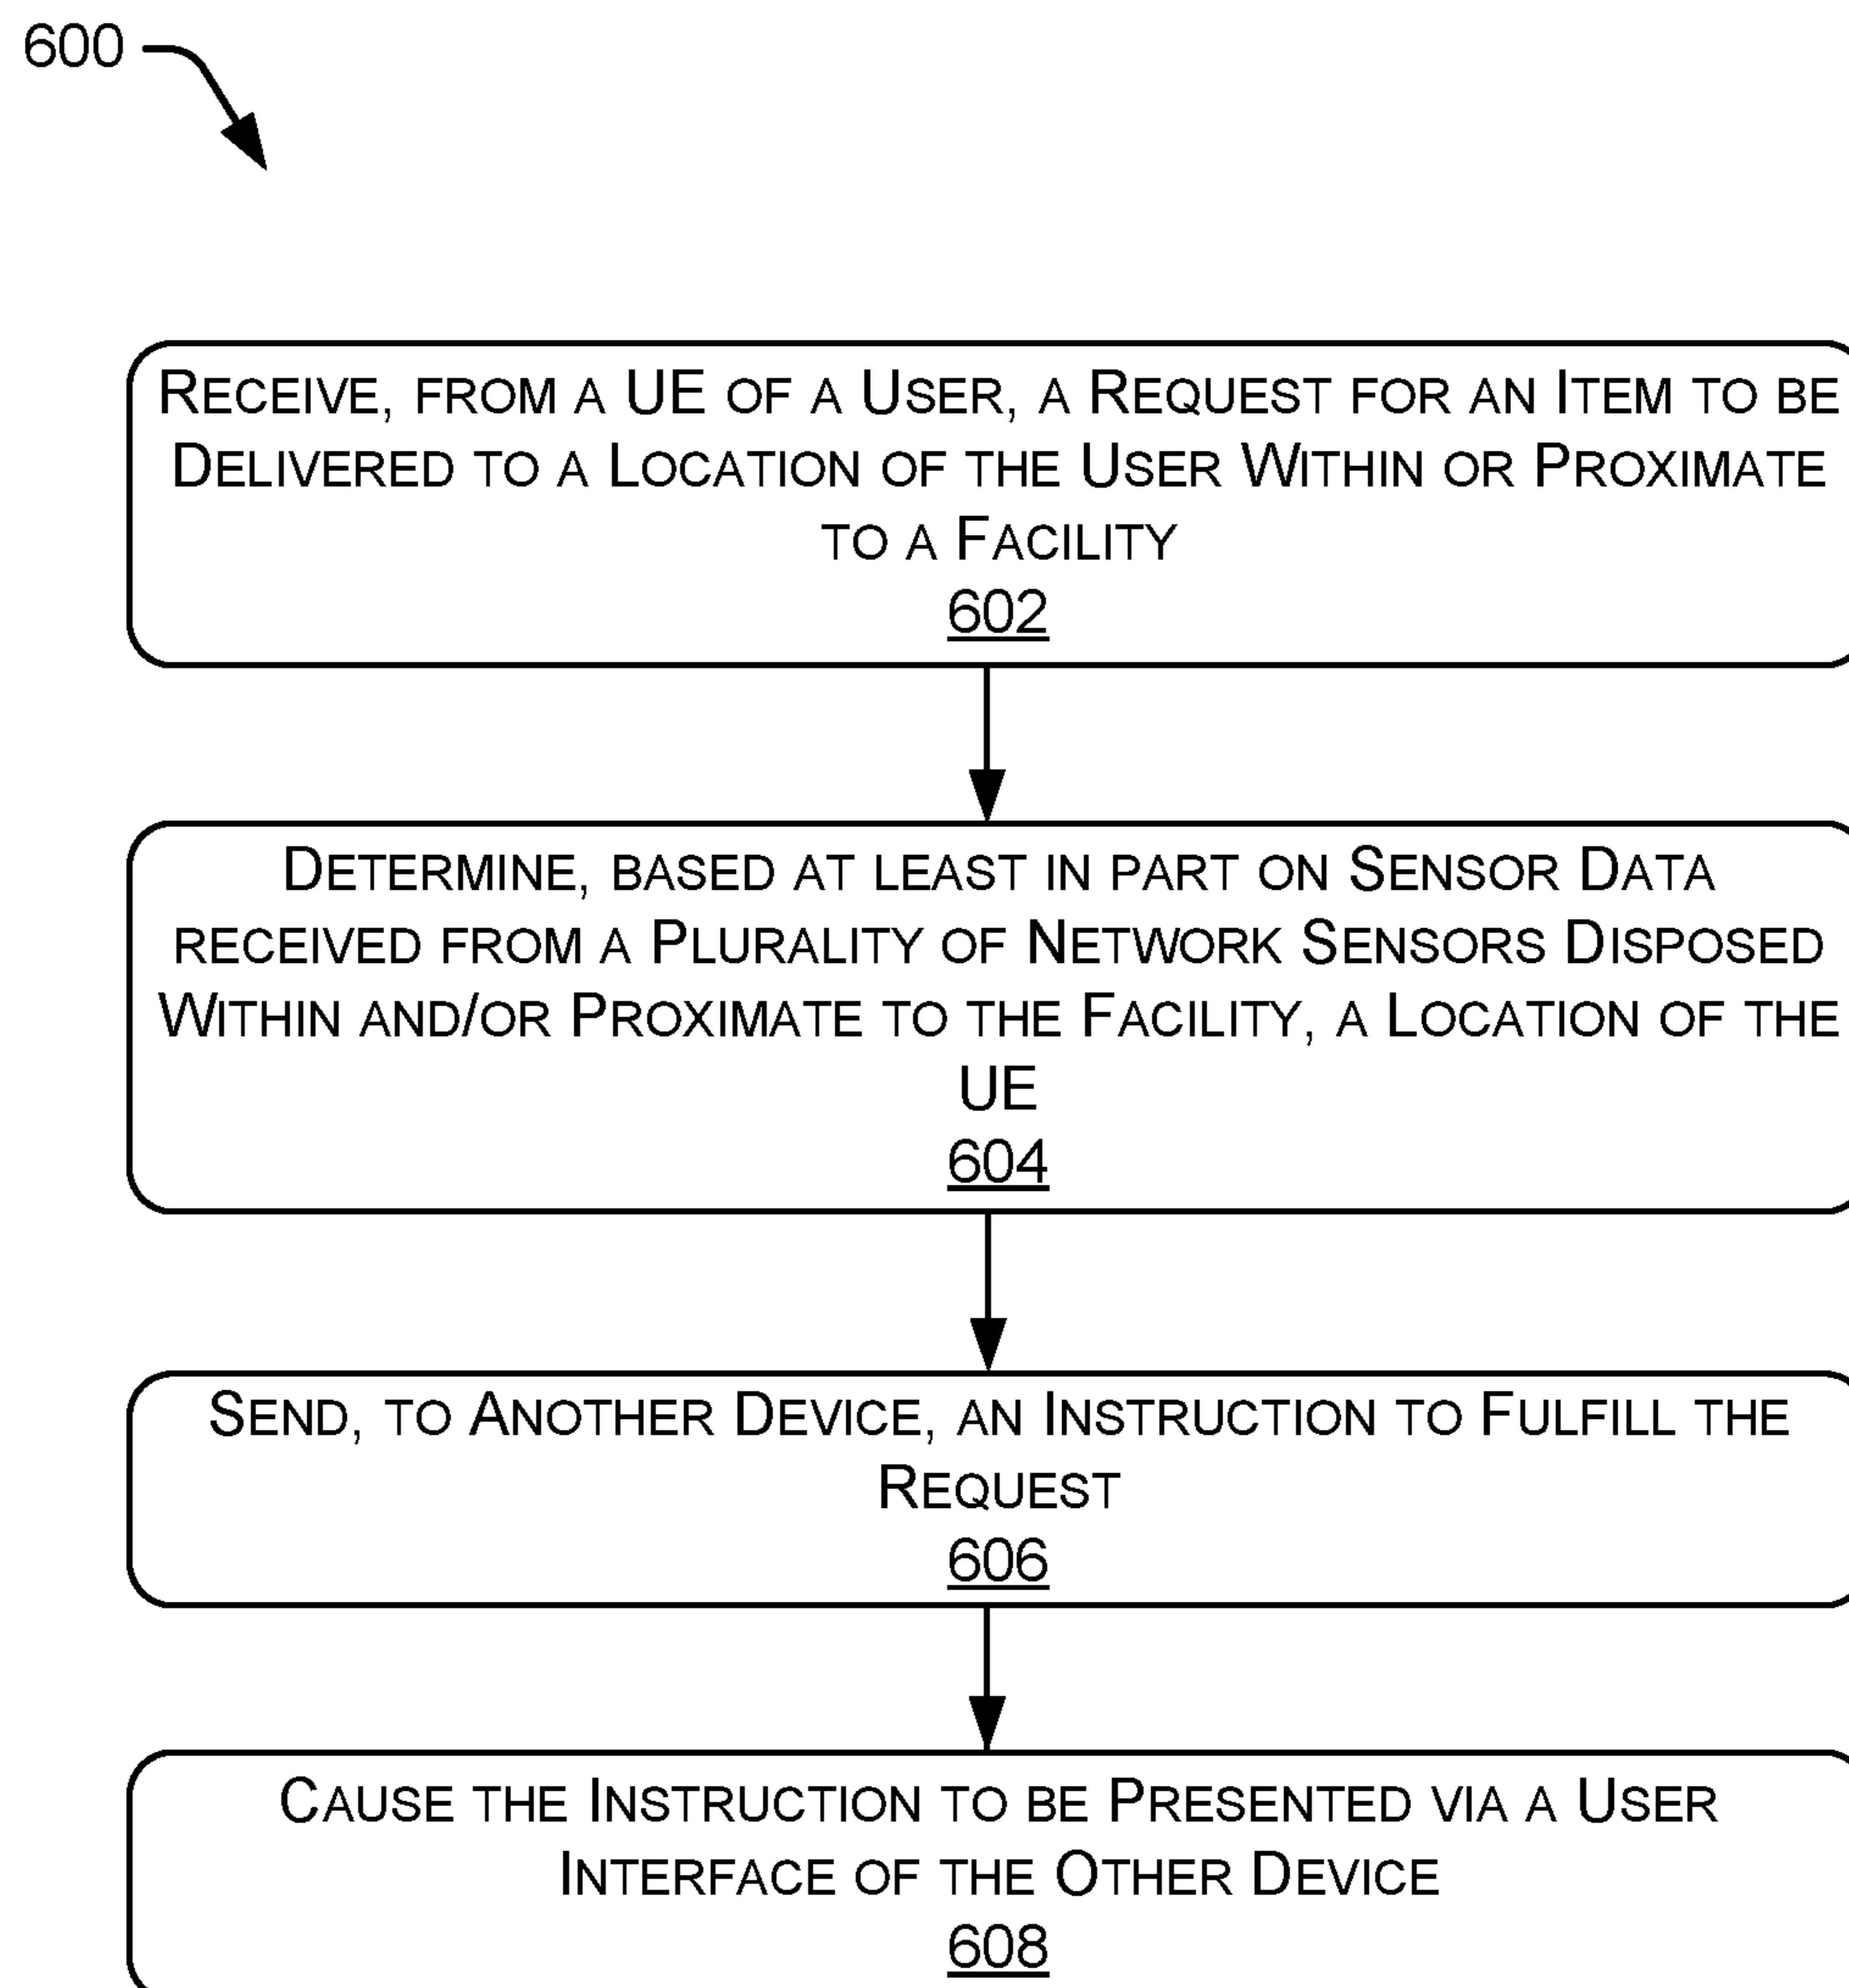 600
Receive, from a UE of a User, a Request for an Item to be
Delivered to a Location of the User Within or Proximate
to a Facility
602
Determine, based at least in part on Sensor Data
received from a Plurality of Network Sensors Disposed
Within and/or Proximate to the Facility, a Location of the
UE
604
Send, to Another Device, an Instruction to Fulfill the
Request
606
Cause the Instruction to be Presented via a User
Interface of the Other Device
608